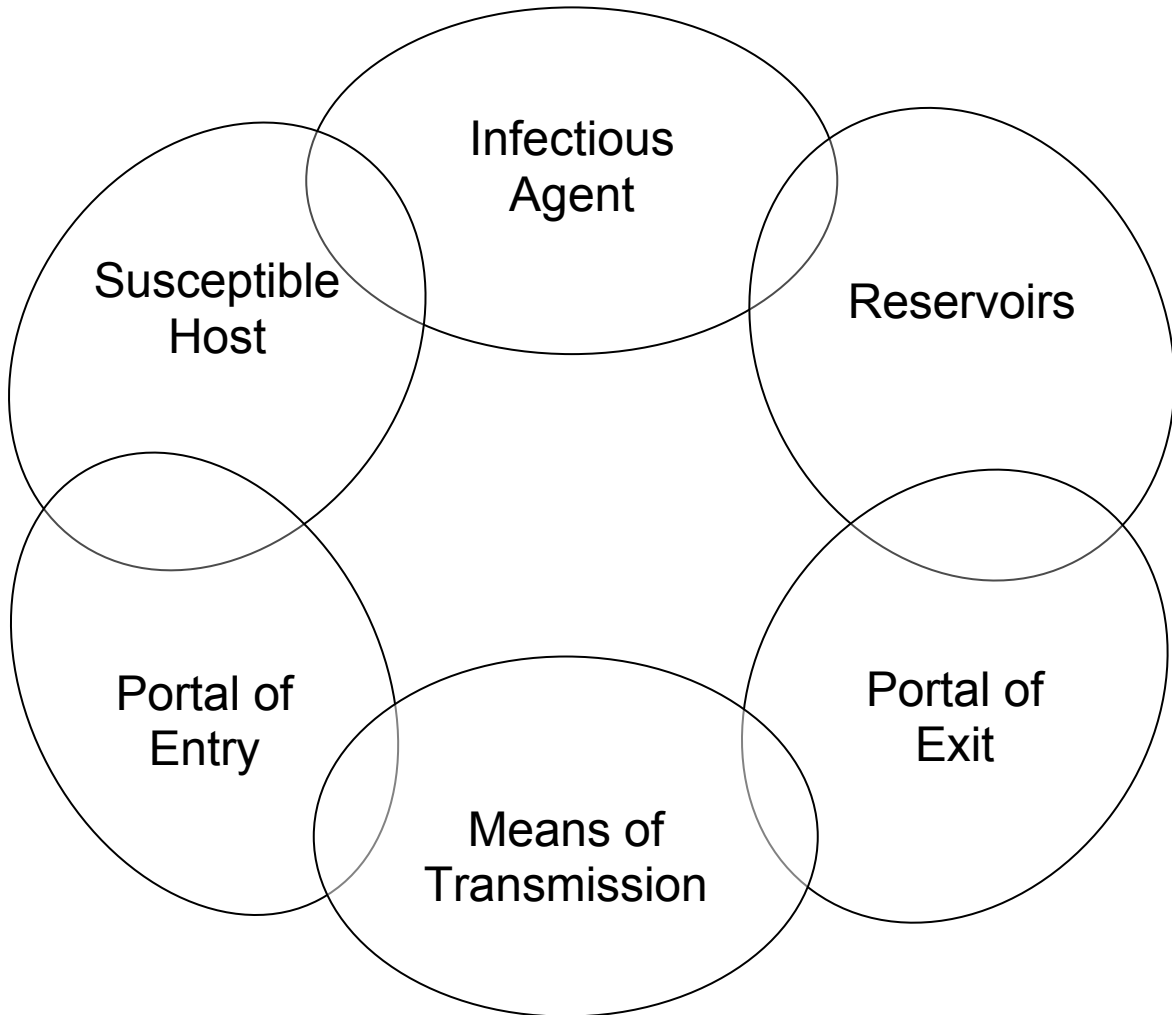 Infectious
Agent
Reservoirs
Portal of
Exit
Means of
Transmission
Portal of
Entry
Susceptible
Host